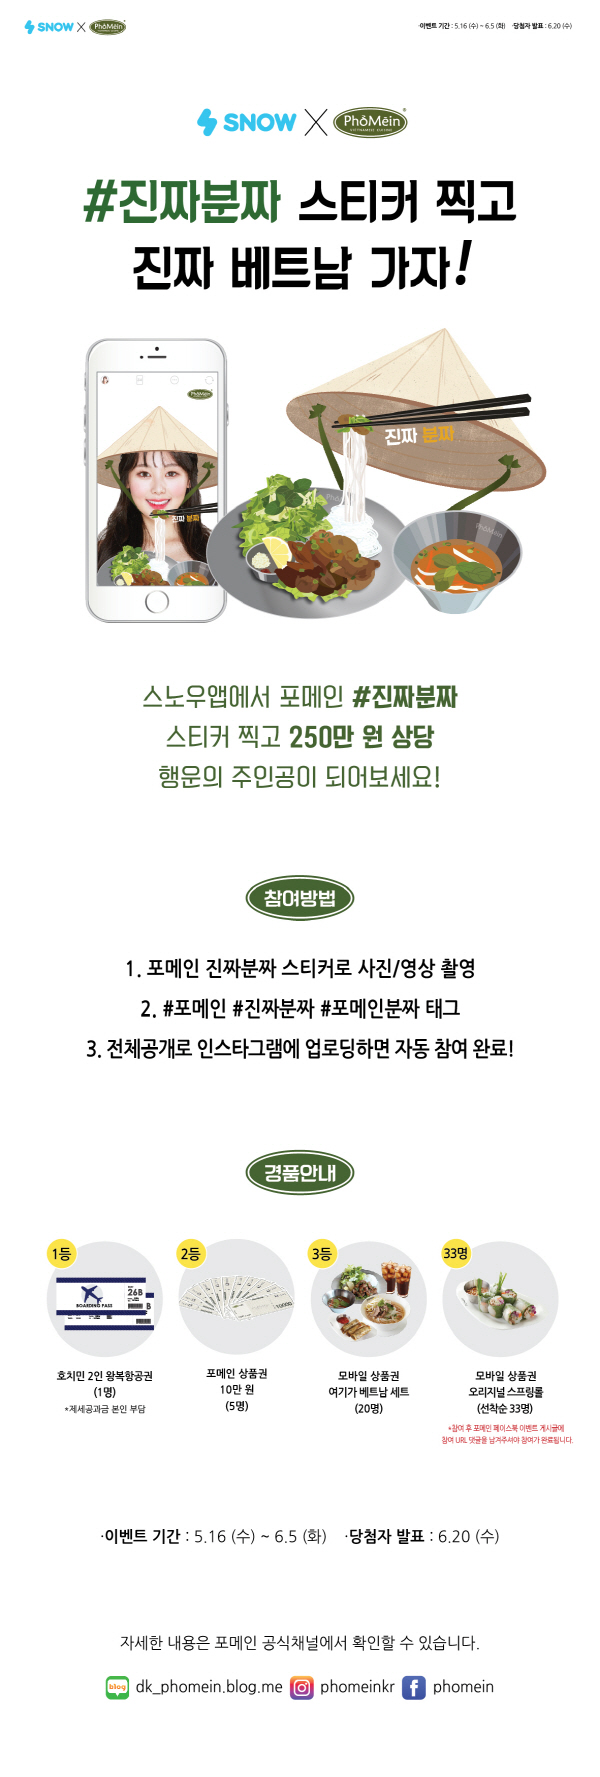 SNOW X PhỏMein
·이벤트 기간 : 5.16 (수) ~ 6.5 (화) ·당첨자 발표 : 6.20 (수)
SNOW X PhỏMein
VIETNAMESE KUYZINE
#진짜분짜 스티커 찍고
진짜 베트남 가자!
PhỏMein
진짜 분짜
진짜 분짜
PhỏMein
PhỏMein
스노우앱에서 포메인 #진짜분짜
스티커 찍고 250만 원 상당
행운의 주인공이 되어보세요!
참여방법
1. 포메인 진짜분짜 스티커로 사진/영상 촬영
2. #포메인 #진짜분짜 #포메인분짜 태그
3. 전체공개로 인스타그램에 업로딩하면 자동 참여 완료!
경품안내
1등
BOARDING PASS
26B
호치민 2인 왕복항공권
(1명)
*제세공과금 본인 부담
2등
10000
포메인 상품권
10만 원
(5명)
3등
모바일 상품권
여기가 베트남 세트
(20명)
33명
모바일 상품권
오리지널 스프링롤
(선착순 33명)
*참여 후 포메인 페이스북 이벤트 게시글에
참여 URL 댓글을 남겨주셔야 참여가 완료됩니다.
·이벤트 기간 : 5.16 (수) ~ 6.5 (화) ·당첨자 발표 : 6.20 (수)
자세한 내용은 포메인 공식채널에서 확인할 수 있습니다.
blog dk_phomein.blog.me phomeinkr f phomein